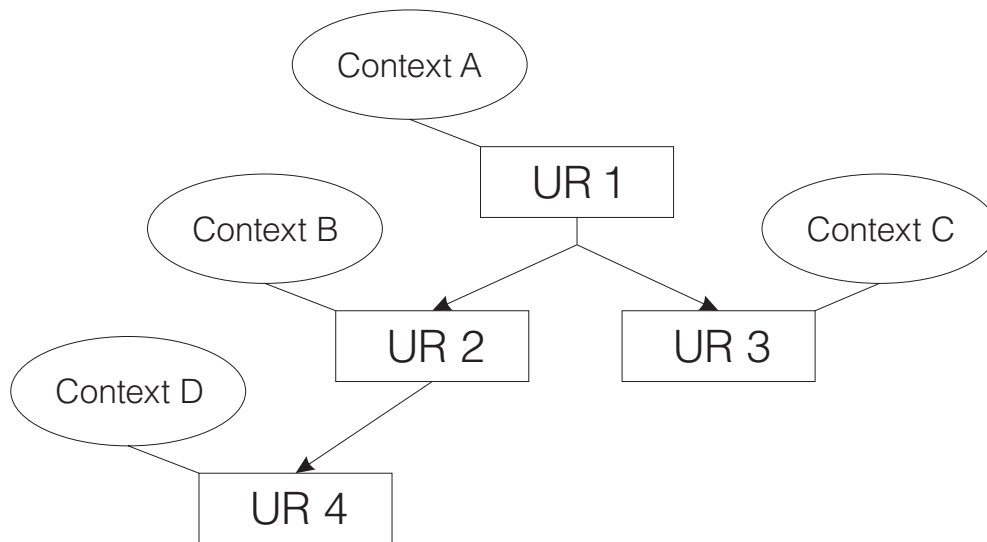 Context A
UR 1
Context B
Context C
UR 2
UR 3
Context D
UR 4